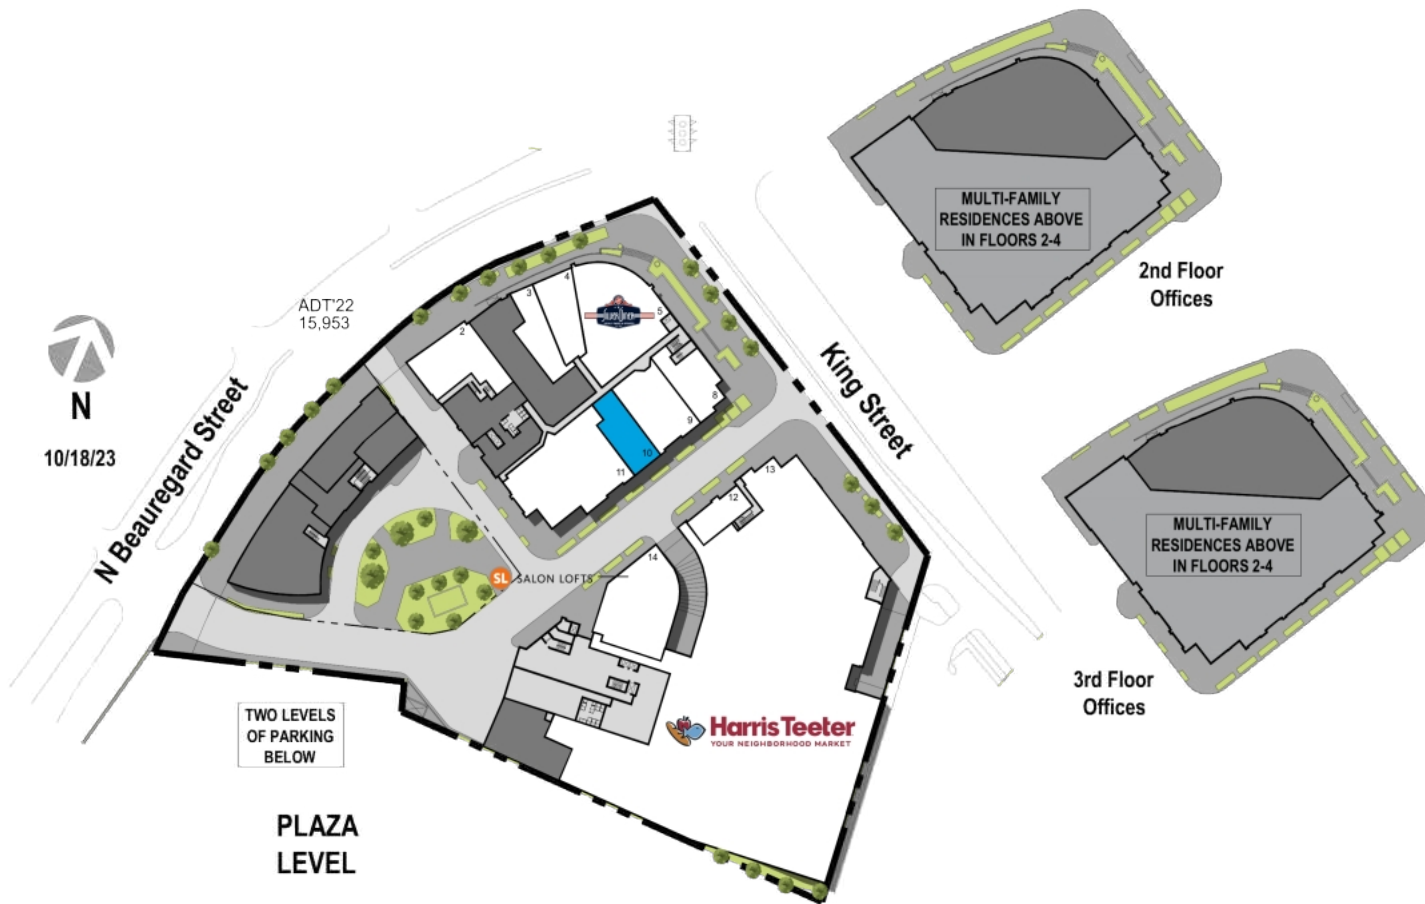 MULTI-FAMILY
RESIDENCES ABOVE
IN FLOORS 2-4
2nd Floor
Offices
ADT'22
15,953
N
10/18/23
N Beauregard Street
King Street
2
3
4
Silver Diner
5
8
9
10
11
12
13
14
SL SALON LOFTS
MULTI-FAMILY
RESIDENCES ABOVE
IN FLOORS 2-4
3rd Floor
Offices
Harris Teeter
YOUR NEIGHBORHOOD MARKET
TWO LEVELS
OF PARKING
BELOW
PLAZA
LEVEL